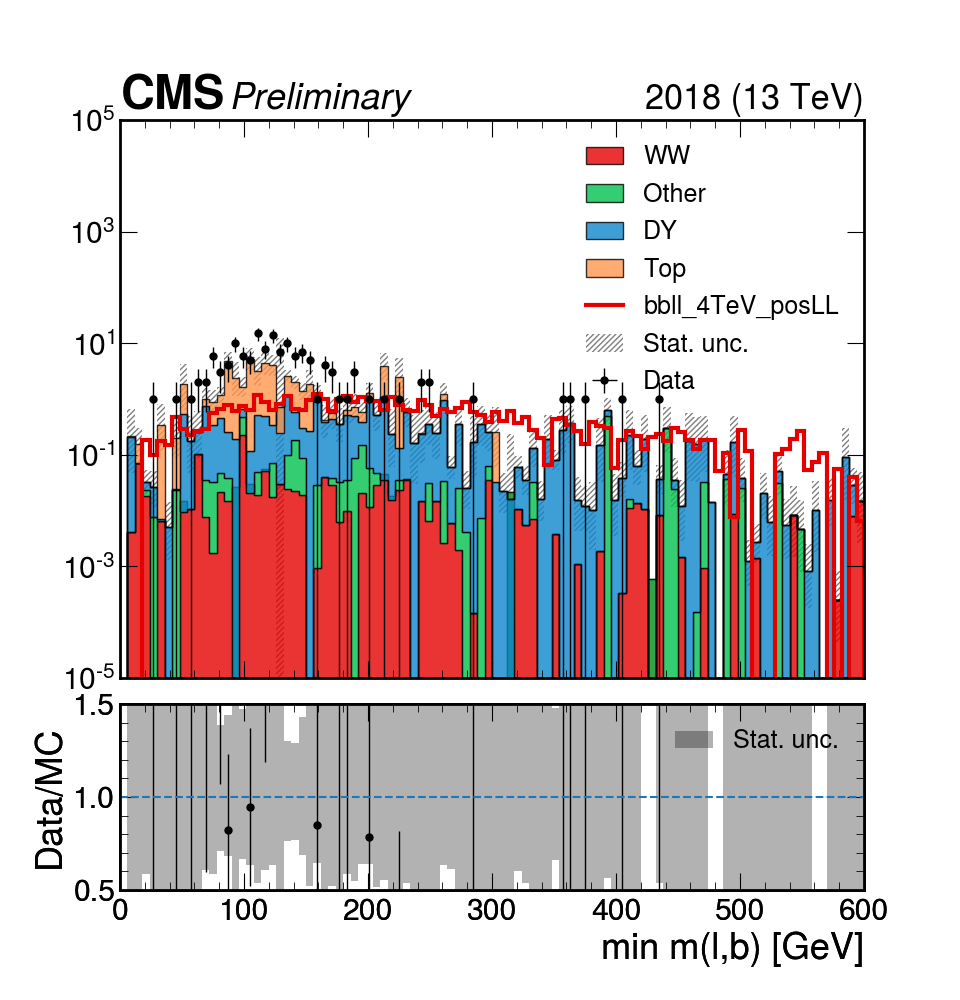 CMS Preliminary 2018 (13 TeV)
10^5
10^3
10^1
10^-1
10^-3
10^-5
WW
Other
DY
Top
bbll_4TeV_posLL
Stat. unc.
Data
1.5
1.0
0.5
Data/MC
Stat. unc.
0 100 200 300 400 500 600
min m(l,b) [GeV]